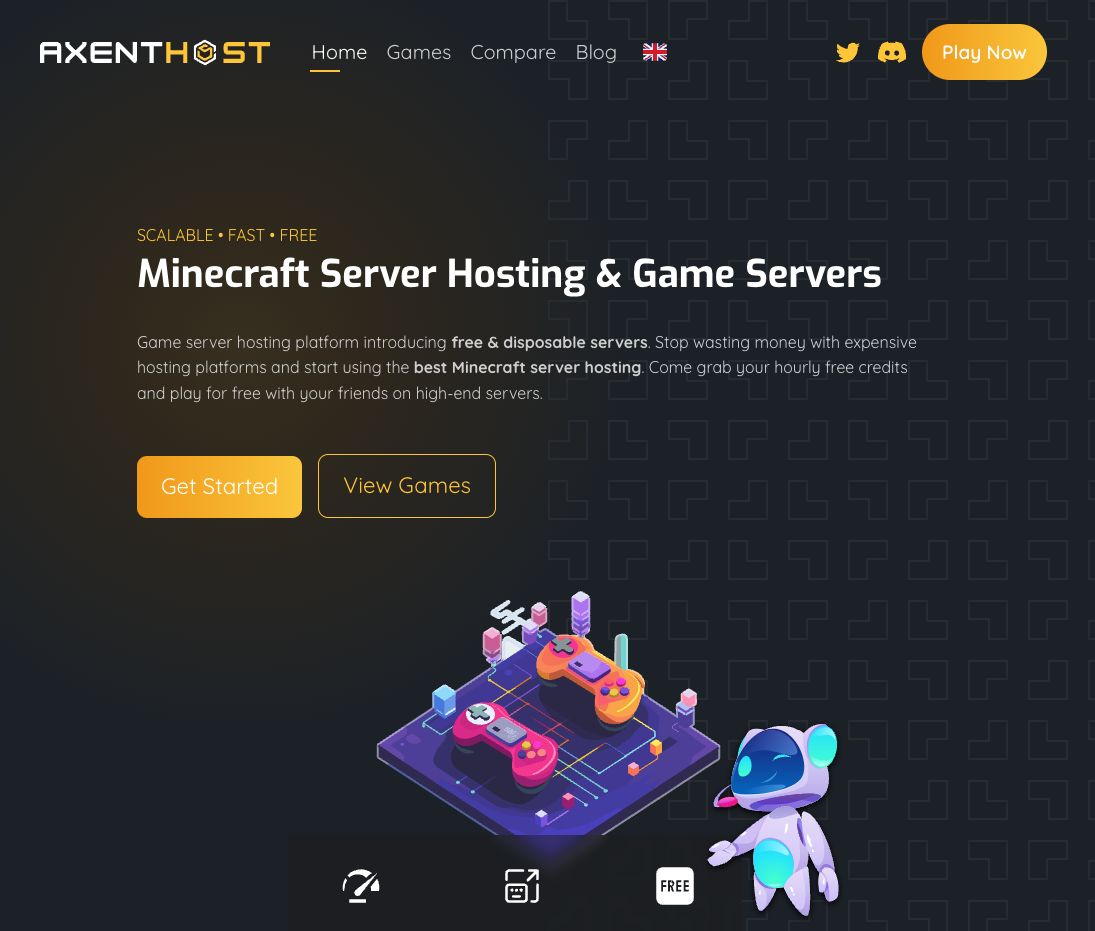 AXENTHOST
Home
Games
Compare
Blog
Play Now
SCALABLE • FAST • FREE
Minecraft Server Hosting & Game Servers
Game server hosting platform introducing free & disposable servers. Stop wasting money with expensive
hosting platforms and start using the best Minecraft server hosting. Come grab your hourly free credits
and play for free with your friends on high-end servers.
Get Started
View Games
FREE